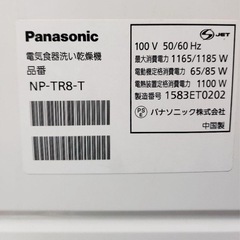 Panasonic
電気食器洗い乾燥機
品番
NP-TR8-T
JET
100 V 50/60 Hz
最大消費電力 1165/1185 W
電動機定格消費電力 65/85 W
電熱装置定格消費電力 1100 W
製造番号 1583ET0202
パナソニック株式会社
中国製